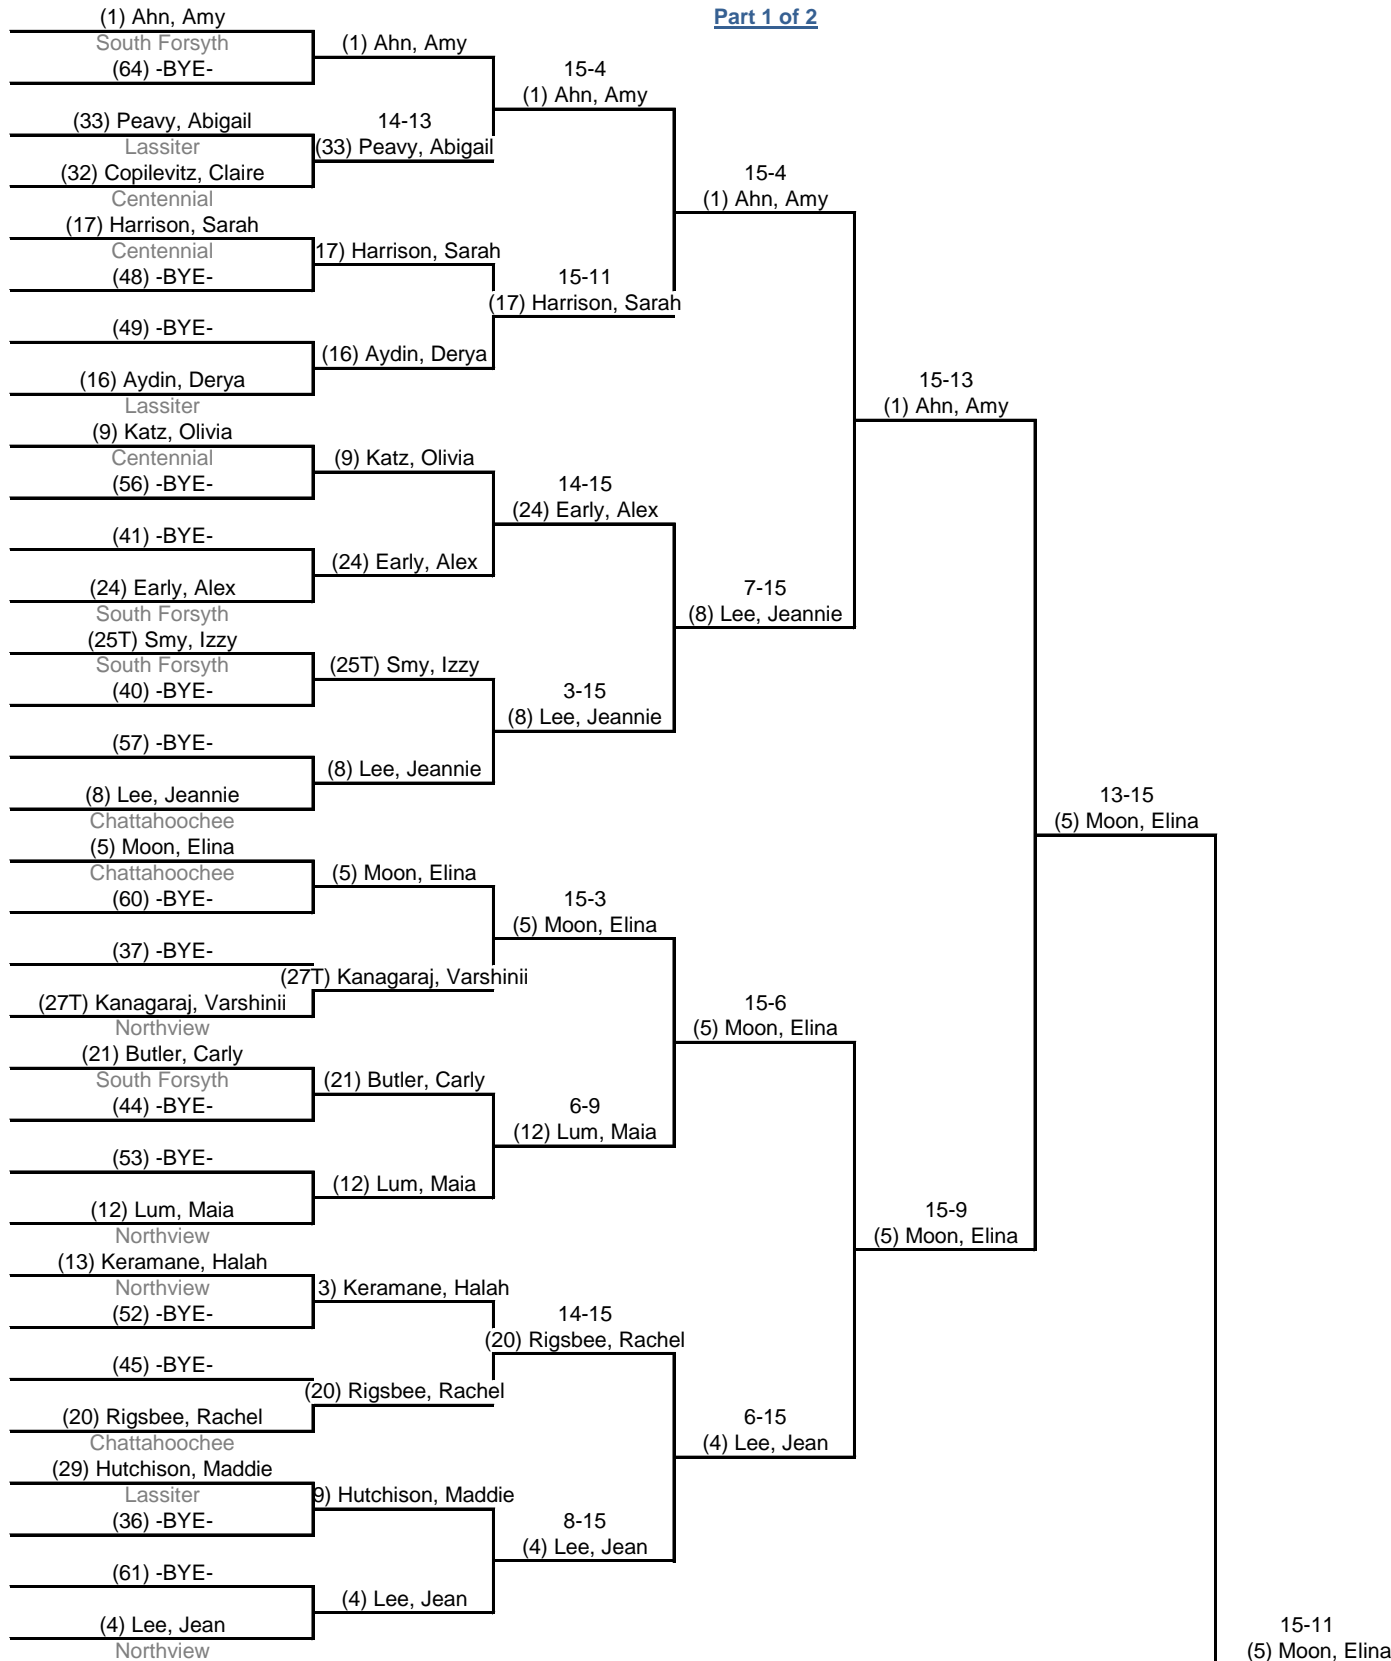 (1) Ahn, Amy
Part 1 of 2
South Forsyth
(1) Ahn, Amy
(64) -BYE-
15-4
(1) Ahn, Amy
(33) Peavy, Abigail
14-13
Lassiter
(33) Peavy, Abigail
(32) Copilevitz, Claire
15-4
Centennial
(1) Ahn, Amy
(17) Harrison, Sarah
Centennial
17) Harrison, Sarah
(48) -BYE-
15-11
(17) Harrison, Sarah
(49) -BYE-
(16) Aydin, Derya
(16) Aydin, Derya
15-13
Lassiter
(1) Ahn, Amy
(9) Katz, Olivia
Centennial
(9) Katz, Olivia
(56) -BYE-
14-15
(24) Early, Alex
(41) -BYE-
(24) Early, Alex
(24) Early, Alex
7-15
South Forsyth
(8) Lee, Jeannie
(25T) Smy, Izzy
South Forsyth
(25T) Smy, Izzy
(40) -BYE-
3-15
(8) Lee, Jeannie
(57) -BYE-
(8) Lee, Jeannie
(8) Lee, Jeannie
13-15
Chattahoochee
(5) Moon, Elina
(5) Moon, Elina
Chattahoochee
(5) Moon, Elina
(60) -BYE-
15-3
(5) Moon, Elina
(37) -BYE-
(27T) Kanagaraj, Varshinii
(27T) Kanagaraj, Varshinii
15-6
Northview
(5) Moon, Elina
(21) Butler, Carly
South Forsyth
(21) Butler, Carly
(44) -BYE-
6-9
(12) Lum, Maia
(53) -BYE-
(12) Lum, Maia
(12) Lum, Maia
15-9
Northview
(5) Moon, Elina
(13) Keramane, Halah
Northview
3) Keramane, Halah
(52) -BYE-
14-15
(20) Rigsbee, Rachel
(45) -BYE-
(20) Rigsbee, Rachel
(20) Rigsbee, Rachel
6-15
Chattahoochee
(4) Lee, Jean
(29) Hutchison, Maddie
Lassiter
9) Hutchison, Maddie
(36) -BYE-
8-15
(4) Lee, Jean
(61) -BYE-
(4) Lee, Jean
(4) Lee, Jean
15-11
Northview
(5) Moon, Elina